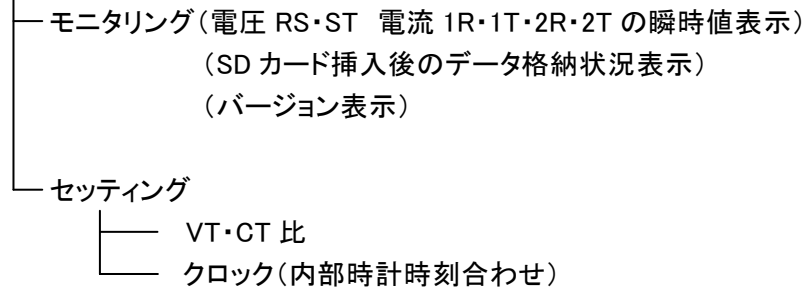 モニタリング（電圧 RS・ST　電流 1R・1T・2R・2T の瞬時値表示）
（SD カード挿入後のデータ格納状況表示）
（バージョン表示）
セッティング
VT・CT 比
クロック（内部時計時刻合わせ）